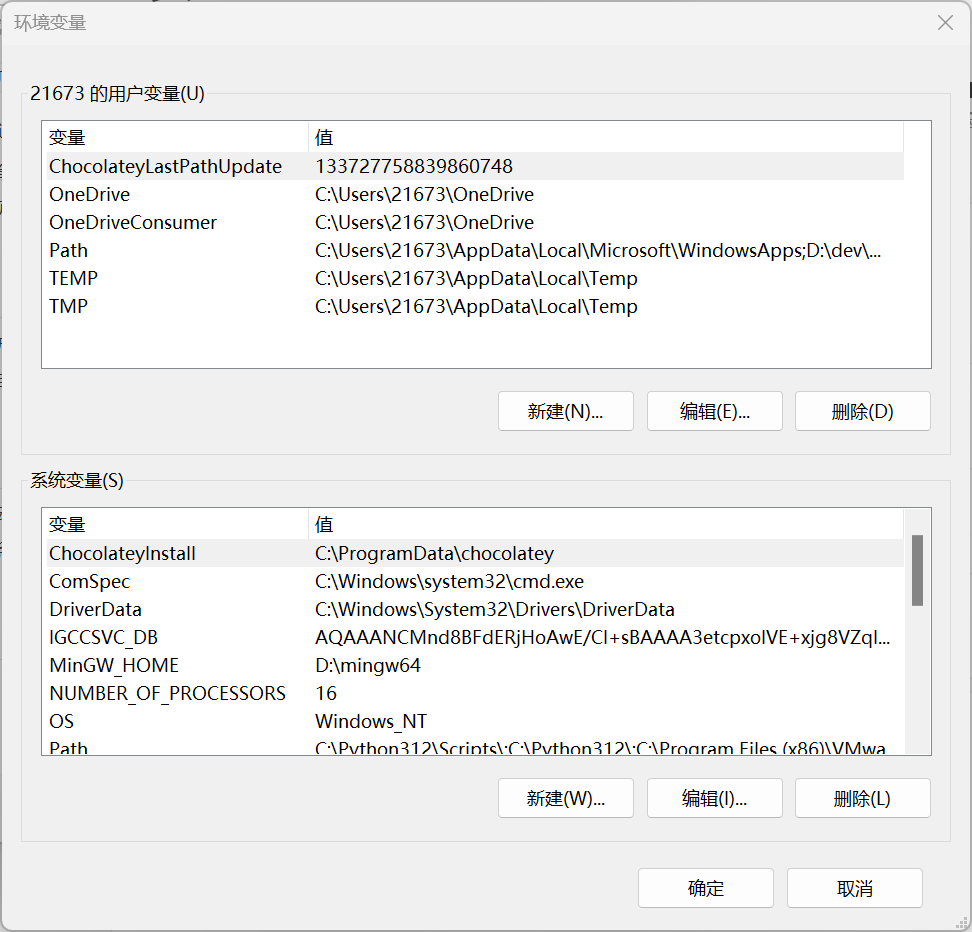 环境变量
21673 的用户变量(U)
变量 值
ChocolateyLastPathUpdate 133727758839860748
OneDrive C:\Users\21673\OneDrive
OneDriveConsumer C:\Users\21673\OneDrive
Path C:\Users\21673\AppData\Local\Microsoft\WindowsApps;D:\dev\...
TEMP C:\Users\21673\AppData\Local\Temp
TMP C:\Users\21673\AppData\Local\Temp
新建(N)... 编辑(E)... 删除(D)
系统变量(S)
变量 值
ChocolateyInstall C:\ProgramData\chocolatey
ComSpec C:\Windows\system32\cmd.exe
DriverData C:\Windows\System32\Drivers\DriverData
IGCCSVC_DB AQAAANCMnd8BFdERjHoAwE/Cl+sBAAAA3etcpxolVE+xjg8VZql...
MinGW_HOME D:\mingw64
NUMBER_OF_PROCESSORS 16
OS Windows_NT
Path C:\Python312\Scripts\;C:\Python312\;C:\Program Files (x86)\VMwa
新建(W)... 编辑(I)... 删除(L)
确定 取消